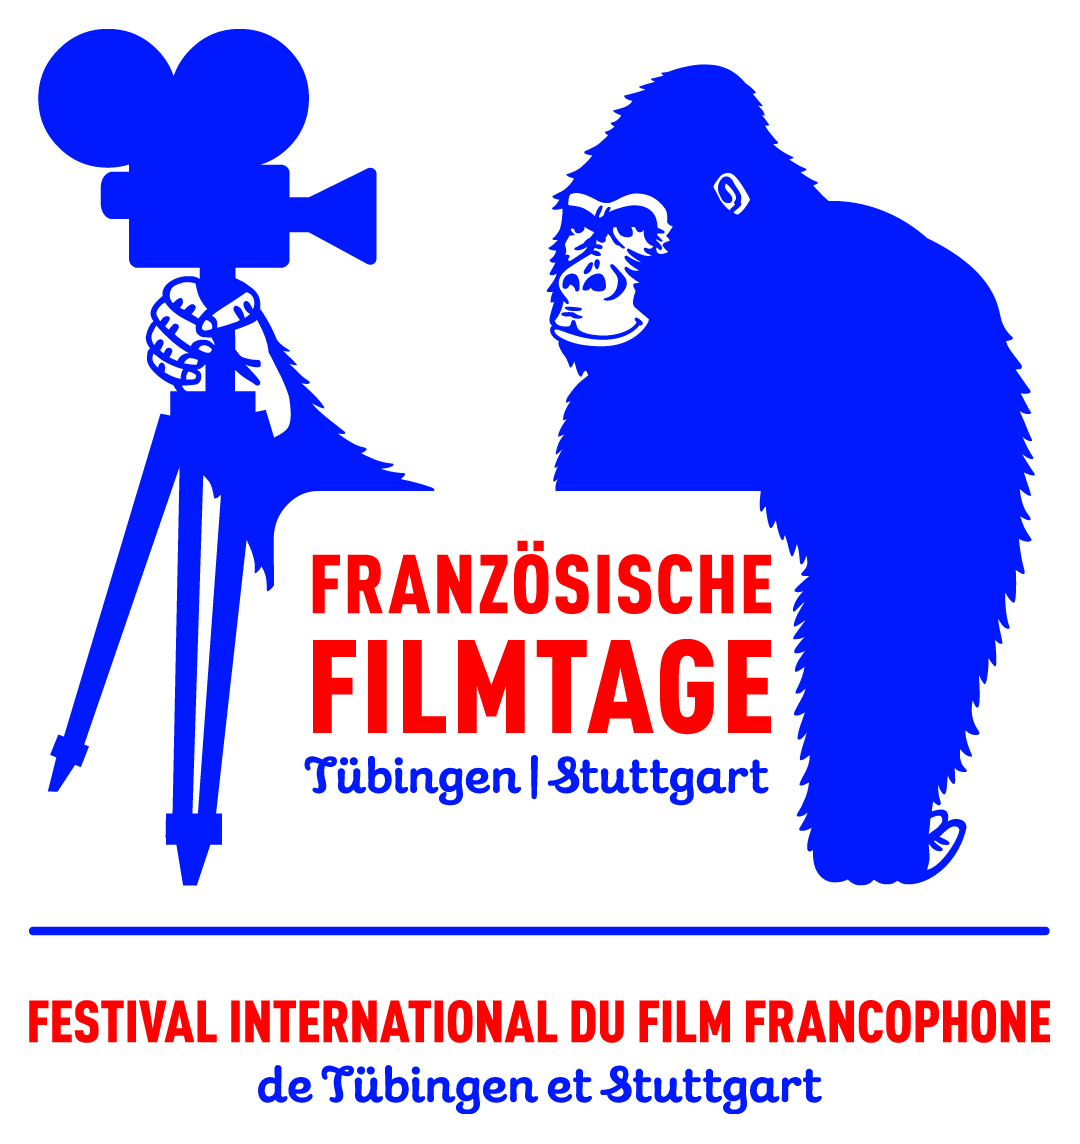 FRANZÖSISCHE
FILMTAGE
Tübingen | Stuttgart
FESTIVAL INTERNATIONAL DU FILM FRANCOPHONE
de Tübingen et Stuttgart